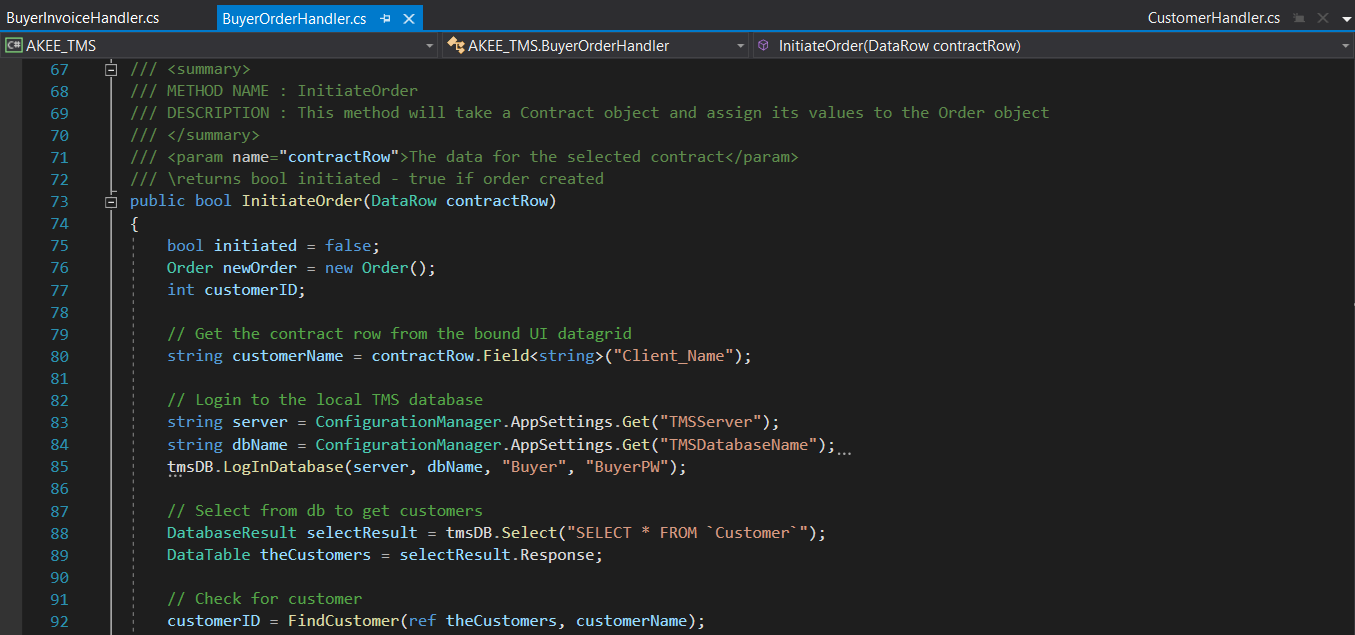 BuyerInvoiceHandler.cs BuyerOrderHandler.cs CustomerHandler.cs
C# AKEE_TMS AKEE_TMS.BuyerOrderHandler InitiateOrder(DataRow contractRow)
67 /// <summary>
68 /// METHOD NAME : InitiateOrder
69 /// DESCRIPTION : This method will take a Contract object and assign its values to the Order object
70 /// </summary>
71 /// <param name="contractRow">The data for the selected contract</param>
72 /// \returns bool initiated - true if order created
73 public bool InitiateOrder(DataRow contractRow)
74 {
75 bool initiated = false;
76 Order newOrder = new Order();
77 int customerID;
78
79 // Get the contract row from the bound UI datagrid
80 string customerName = contractRow.Field<string>("Client_Name");
81
82 // Login to the local TMS database
83 string server = ConfigurationManager.AppSettings.Get("TMSServer");
84 string dbName = ConfigurationManager.AppSettings.Get("TMSDatabaseName");
85 tmsDB.LogInDatabase(server, dbName, "Buyer", "BuyerPW");
86
87 // Select from db to get customers
88 DatabaseResult selectResult = tmsDB.Select("SELECT * FROM `Customer`");
89 DataTable theCustomers = selectResult.Response;
90
91 // Check for customer
92 customerID = FindCustomer(ref theCustomers, customerName);